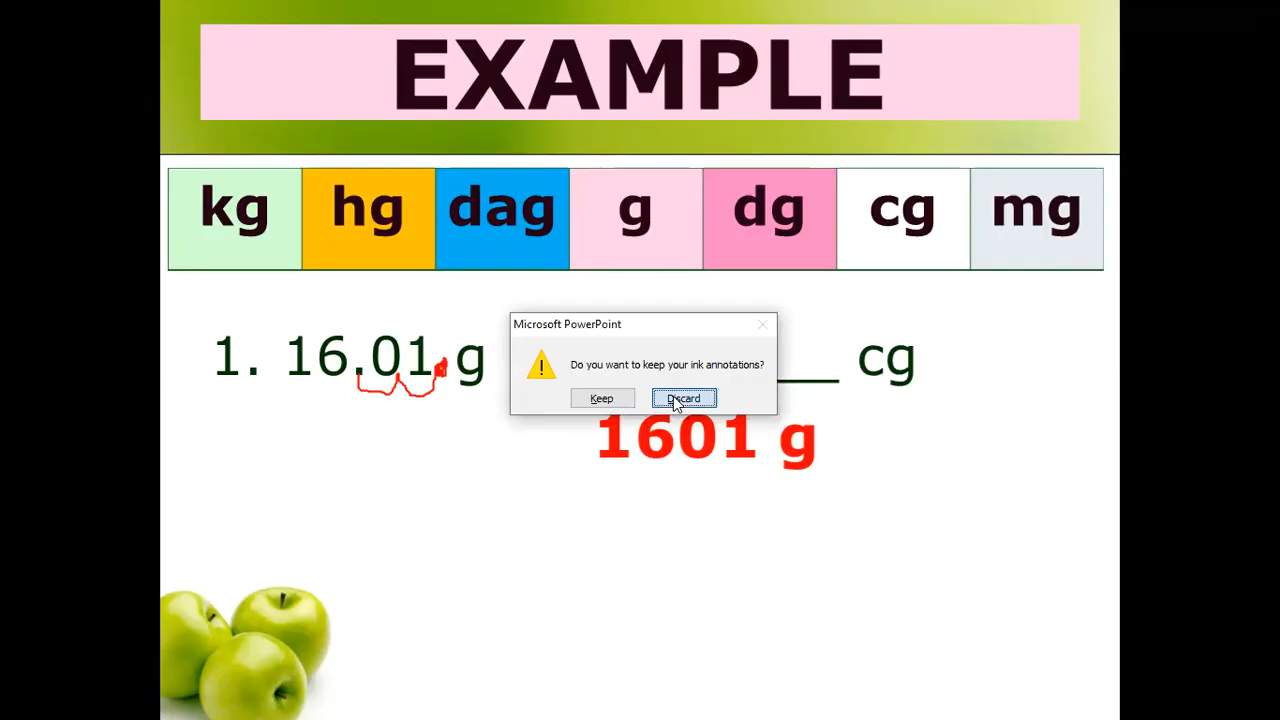 EXAMPLE
kg hg dag g dg cg mg
Microsoft PowerPoint
1. 16.01 g ___ cg
Do you want to keep your ink annotations?
Keep Discard
1601 g